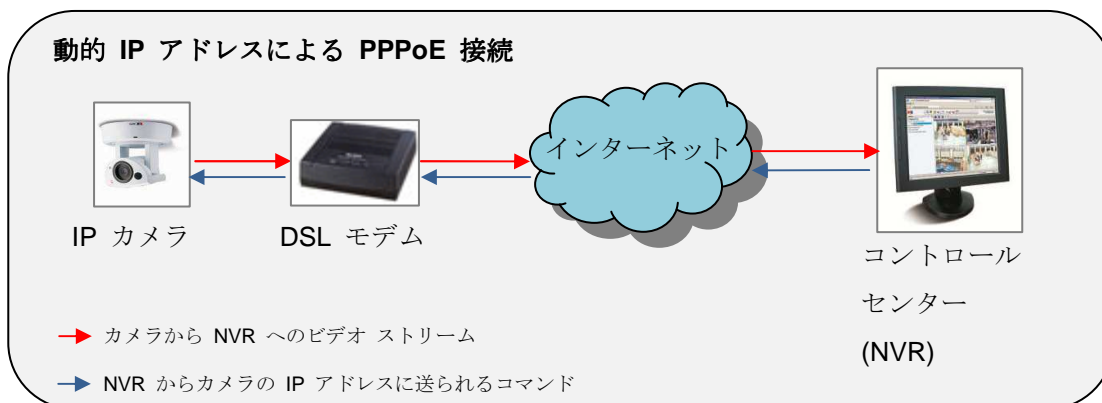 動的 IP アドレスによる PPPoE 接続
インターネット
IP カメラ
DSL モデム
コントロール
センター
(NVR)
カメラから NVR へのビデオ ストリーム
NVR からカメラの IP アドレスに送られるコマンド